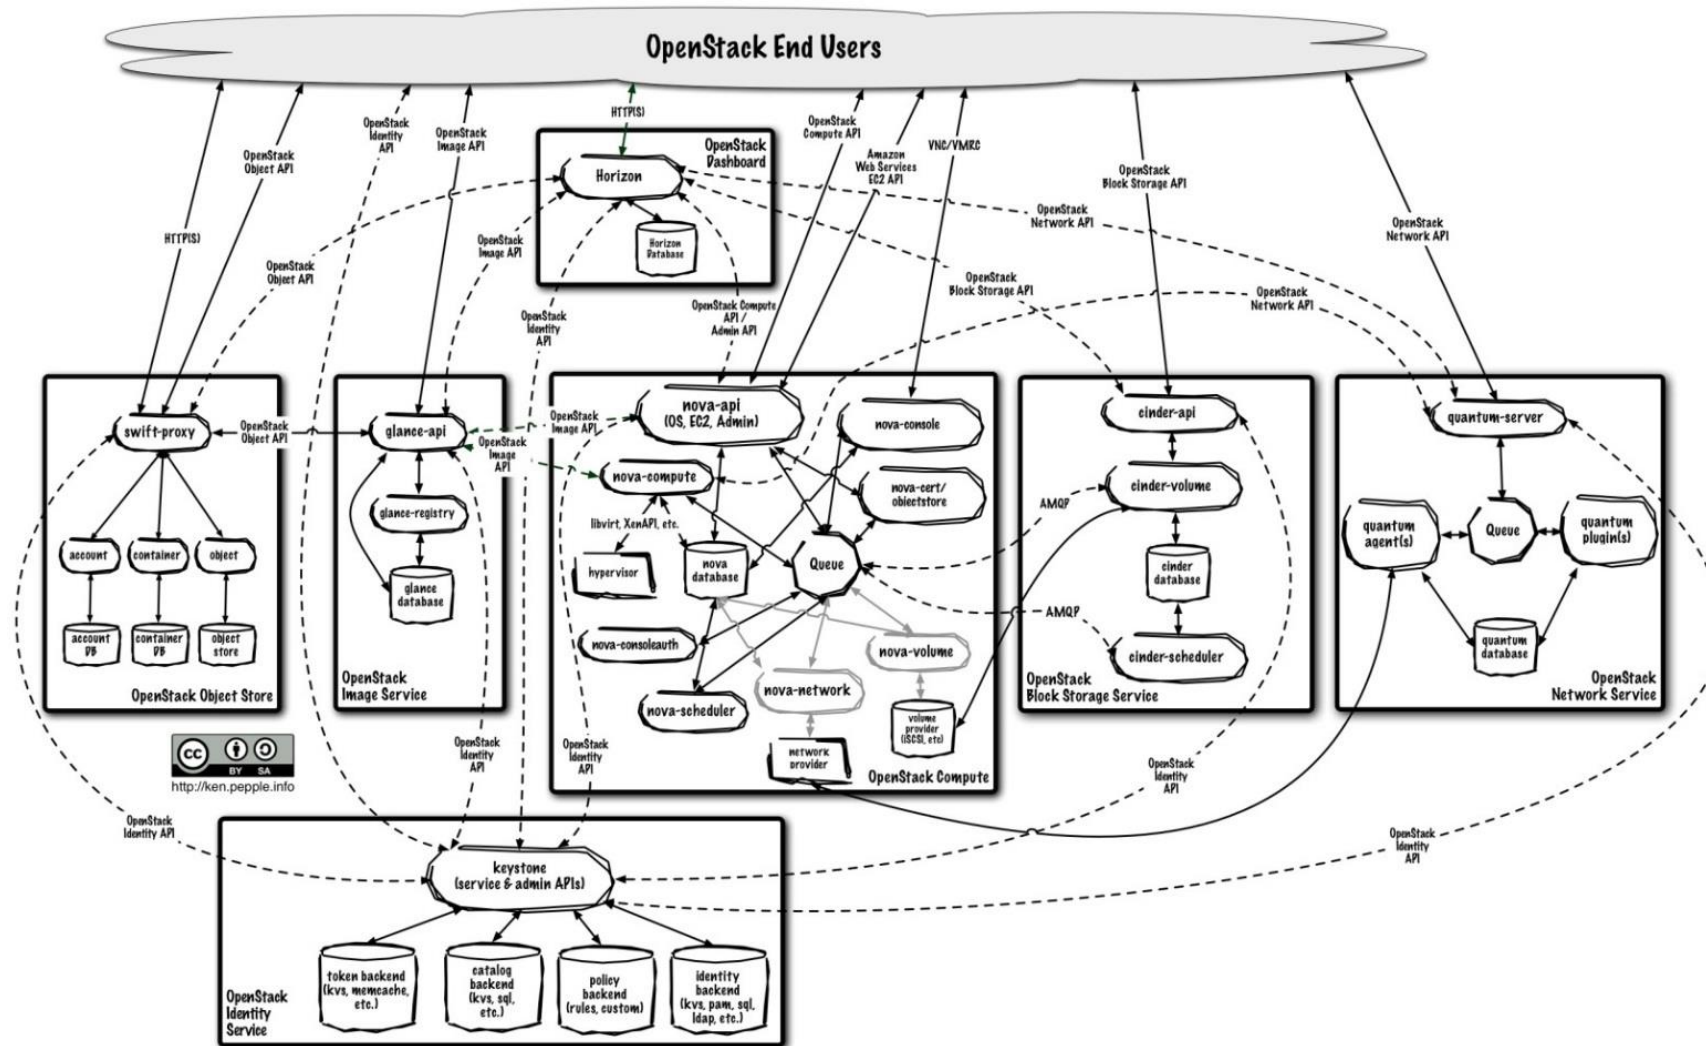 OpenStack End Users
HTTP(S)
OpenStack
Object API
OpenStack
Identity
API
OpenStack
Image API
HTTP(S)
OpenStack
Dashboard
Horizon
Horizon
Database
OpenStack
Compute API
Amazon
Web Services
EC2 API
VNC/VMRC
OpenStack
Block Storage API
OpenStack
Network API
OpenStack
Network API
OpenStack
Object API
OpenStack
Image API
OpenStack
Identity
API
OpenStack Compute
API /
Admin API
OpenStack
Block Storage API
OpenStack
Network API
swift-proxy
OpenStack
Object API
account
container
object
account
DB
container
DB
object
store
OpenStack Object Store
glance-api
glance-registry
glance
database
OpenStack
Image Service
OpenStack
Image API
OpenStack
Image
API
nova-api
(OS, EC2, Admin)
nova-console
nova-compute
nova-cert/
objectstore
libvirt, XenAPI, etc.
hypervisor
nova
database
Queue
nova-consoleauth
nova-volume
nova-network
nova-scheduler
volume
provider
(iSCSI, etc)
network
provider
OpenStack Compute
cinder-api
cinder-volume
AMQP
cinder
database
AMQP
cinder-scheduler
OpenStack
Block Storage Service
quantum-server
quantum
agent(s)
Queue
quantum
plugin(s)
quantum
database
OpenStack
Network Service
cc
BY SA
http://ken.pepple.info
OpenStack
Identity API
OpenStack
Identity
API
OpenStack
Identity
API
OpenStack
Identity
API
OpenStack
Identity
API
keystone
(service & admin APIs)
token backend
(kvs, memcache,
etc.)
catalog
backend
(kvs, sql,
etc.)
policy
backend
(rules, custom)
identity
backend
(kvs, pam, sql,
ldap, etc.)
OpenStack
Identity
Service